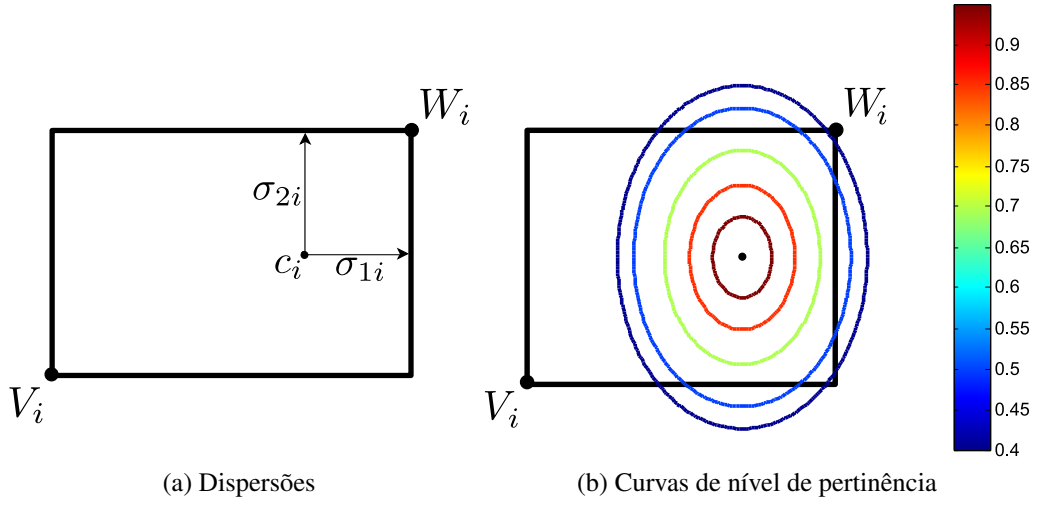 W_i
σ_{2i}
c_i
σ_{1i}
V_i
(a) Dispersões
W_i
V_i
(b) Curvas de nível de pertinência
0.9
0.85
0.8
0.75
0.7
0.65
0.6
0.55
0.5
0.45
0.4